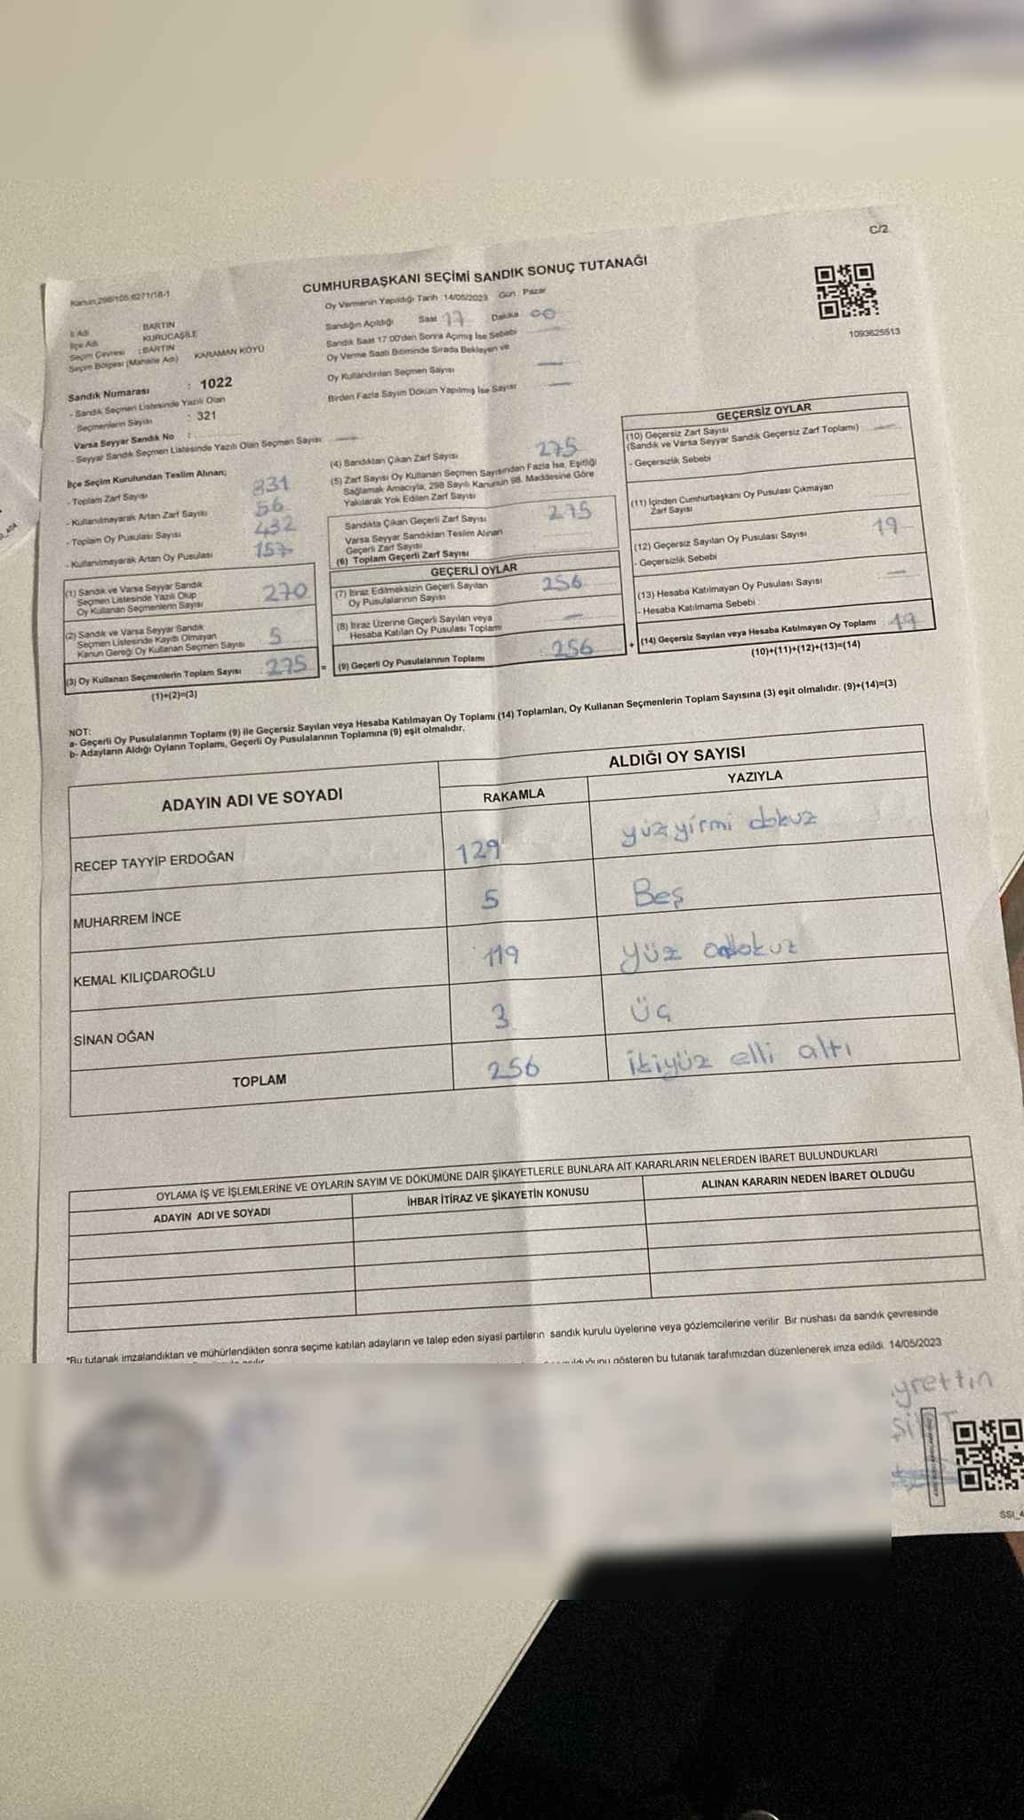 C/2
CUMHURBAŞKANI SEÇİMİ SANDIK SONUÇ TUTANAĞI
Kanun,298/105,6271/18-1
Oy Vermenin Yapıldığı Tarih 14/05/2023 Gün : Pazar
Sandığın Açıldığı Saat 17 Dakika 00
Sandık Saat 17:00'den Sonra Açımış İse Sebebi
Oy Verme Saati Bitiminde Sırada Bekleyen ve
Oy Kullandırılan Seçmen Sayısı —
Birden Fazla Sayım Döküm Yapılmış İse Sayısı —
1093625513
İl Adı BARTIN
İlçe Adı KURUCAŞİLE
Seçim Çevresi : BARTIN
Seçim Bölgesi (Mahalle Adı) KARAMAN KÖYÜ
Sandık Numarası : 1022
- Sandık Seçmen Listesinde Yazılı Olan
Seçmenlerin Sayısı : 321
Varsa Seyyar Sandık No :
- Seyyar Sandık Seçmen Listesinde Yazılı Olan Seçmen Sayısı —
İlçe Seçim Kurulundan Teslim Alınan;
- Toplam Zarf Sayısı 331
- Kullanılmayarak Artan Zarf Sayısı 56
- Toplam Oy Pusulası Sayısı 432
- Kullanılmayarak Artan Oy Pusulası 157
(1) Sandık ve Varsa Seyyar Sandık
Seçmen Listesinde Yazılı Olup
Oy Kullanan Seçmenlerin Sayısı 270
(2) Sandık ve Varsa Seyyar Sandık
Seçmen Listesinde Kayıtlı Olmayan
Kanun Gereği Oy Kullanan Seçmen Sayısı 5
(3) Oy Kullanan Seçmenlerin Toplam Sayısı 275
(1)+(2)=(3)
(4) Sandıktan Çıkan Zarf Sayısı 275
(5) Zarf Sayısı Oy Kullanan Seçmen Sayısından Fazla İse, Eşitliği
Sağlamak Amacıyla, 298 Sayılı Kanunun 98. Maddesine Göre
Yakılarak Yok Edilen Zarf Sayısı
Sandıkta Çıkan Geçerli Zarf Sayısı 275
Varsa Seyyar Sandıktan Teslim Alınan
Geçerli Zarf Sayısı
(6) Toplam Geçerli Zarf Sayısı
GEÇERLİ OYLAR
(7) İtiraz Edilmeksizin Geçerli Sayılan
Oy Pusulalarının Sayısı 256
(8) İtiraz Üzerine Geçerli Sayılan veya
Hesaba Katılan Oy Pusulası Toplamı —
= (9) Geçerli Oy Pusulalarının Toplamı 256
GEÇERSİZ OYLAR
(10) Geçersiz Zarf Sayısı
(Sandık ve Varsa Seyyar Sandık Geçersiz Zarf Toplamı) —
- Geçersizlik Sebebi
(11) İçinden Cumhurbaşkanı Oy Pusulası Çıkmayan
Zarf Sayısı
(12) Geçersiz Sayılan Oy Pusulası Sayısı 19
- Geçersizlik Sebebi
(13) Hesaba Katılmayan Oy Pusulası Sayısı —
- Hesaba Katılmama Sebebi :
+ (14) Geçersiz Sayılan veya Hesaba Katılmayan Oy Toplamı 19
(10)+(11)+(12)+(13)=(14)
NOT:
a- Geçerli Oy Pusulalarının Toplamı (9) ile Geçersiz Sayılan veya Hesaba Katılmayan Oy Toplamı (14) Toplamları, Oy Kullanan Seçmenlerin Toplam Sayısına (3) eşit olmalıdır. (9)+(14)=(3)
b- Adayların Aldığı Oyların Toplamı, Geçerli Oy Pusulalarının Toplamına (9) eşit olmalıdır.
ADAYIN ADI VE SOYADI
ALDIĞI OY SAYISI
RAKAMLA YAZIYLA
RECEP TAYYİP ERDOĞAN 129 yüz yirmi dokuz
MUHARREM İNCE 5 Beş
KEMAL KILIÇDAROĞLU 119 yüz ondokuz
SİNAN OĞAN 3 üç
TOPLAM 256 ikiyüz elli altı
OYLAMA İŞ VE İŞLEMLERİNE VE OYLARIN SAYIM VE DÖKÜMÜNE DAİR ŞİKAYETLERLE BUNLARA AİT KARARLARIN NELERDEN İBARET BULUNDUKLARI
ADAYIN ADI VE SOYADI İHBAR İTİRAZ VE ŞİKAYETİN KONUSU ALINAN KARARIN NEDEN İBARET OLDUĞU
*Bu tutanak imzalandıktan ve mühürlendikten sonra seçime katılan adayların ve talep eden siyasi partilerin sandık kurulu üyelerine veya gözlemcilerine verilir. Bir nüshası da sandık çevresinde
gösteren bu tutanak tarafımızdan düzenlenerek imza edildi. 14/05/2023
yrettin